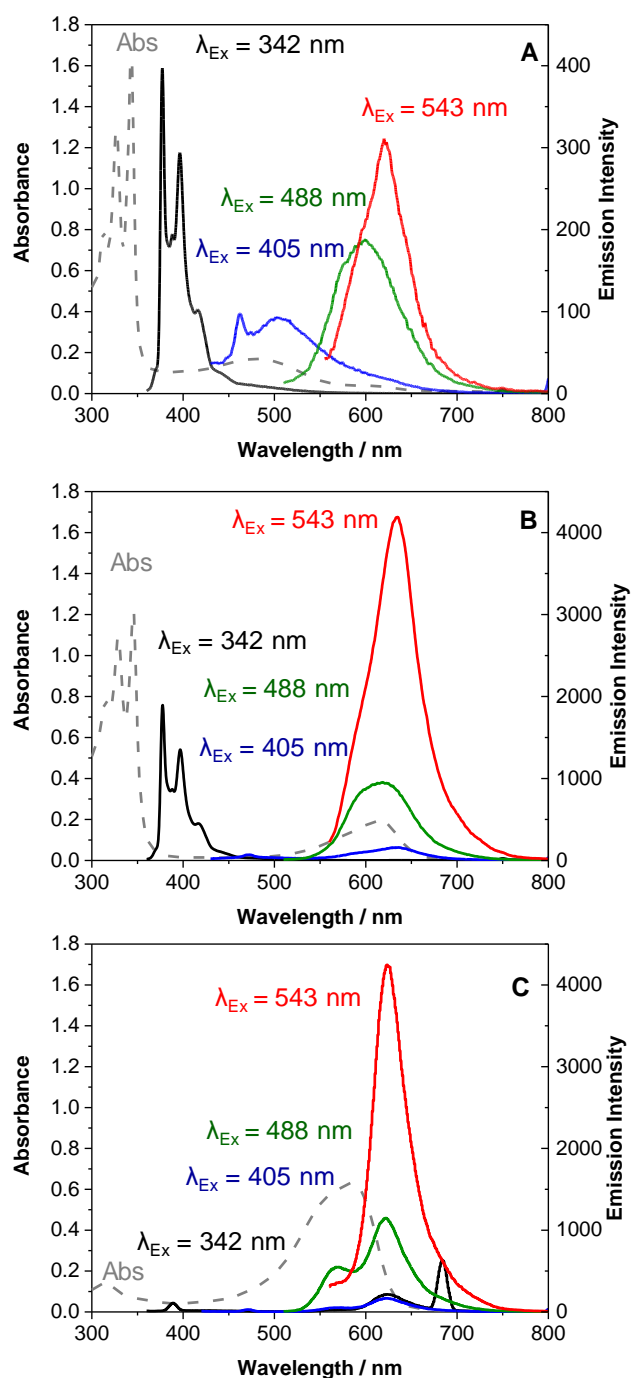 Abs
λEx = 342 nm
A
λEx = 543 nm
λEx = 488 nm
λEx = 405 nm
1.8
1.6
1.4
1.2
1.0
0.8
0.6
0.4
0.2
0.0
Absorbance
400
300
200
100
0
Emission Intensity
300 400 500 600 700 800
Wavelength / nm
B
λEx = 543 nm
Abs
λEx = 342 nm
λEx = 488 nm
λEx = 405 nm
1.8
1.6
1.4
1.2
1.0
0.8
0.6
0.4
0.2
0.0
Absorbance
4000
3000
2000
1000
0
Emission Intensity
300 400 500 600 700 800
Wavelength / nm
C
λEx = 543 nm
λEx = 488 nm
λEx = 405 nm
λEx = 342 nm
Abs
1.8
1.6
1.4
1.2
1.0
0.8
0.6
0.4
0.2
0.0
Absorbance
4000
3000
2000
1000
0
Emission Intensity
300 400 500 600 700 800
Wavelength / nm